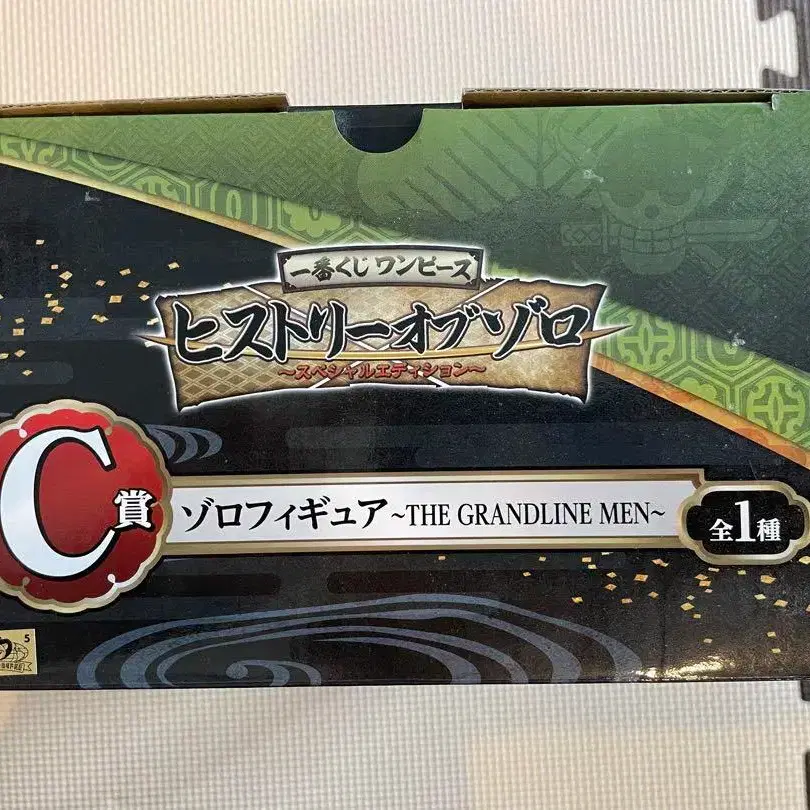 一番くじ ワンピース
ヒストリーオブゾロ
～スペシャルエディション～
C賞
ゾロフィギュア～THE GRANDLINE MEN～
全1種
5